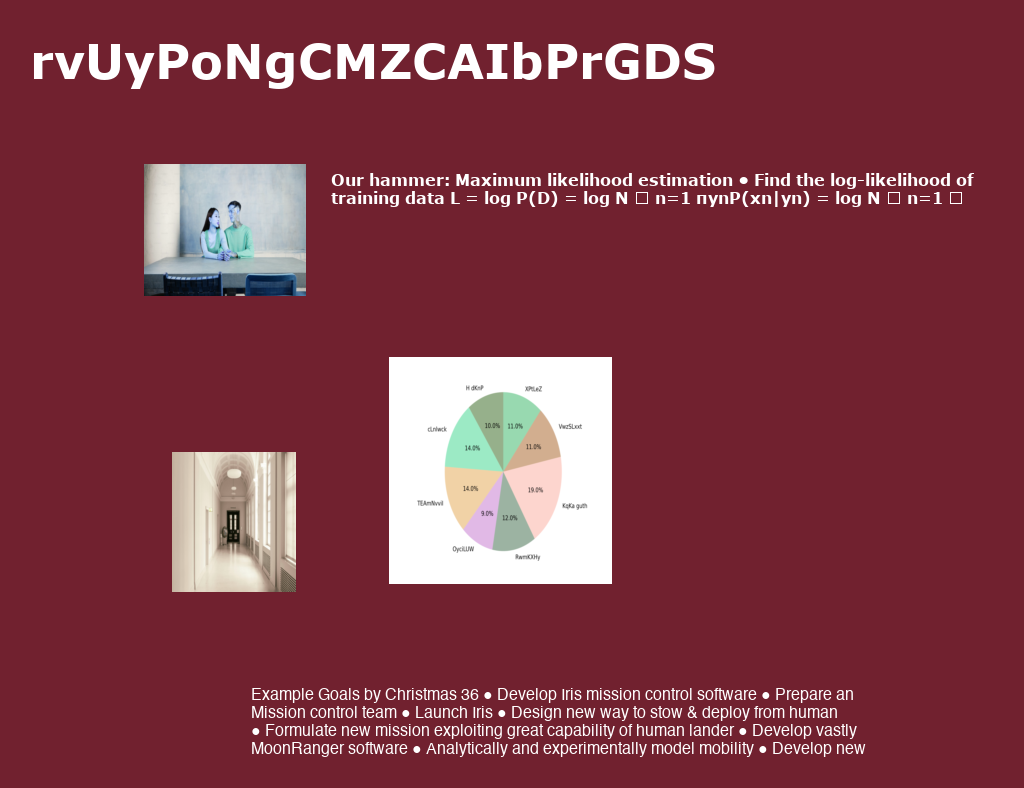 rvUyPoNgCMZCAIbPrGDS
Our hammer: Maximum likelihood estimation ● Find the log-likelihood of
training data L = log P(D) = log N □ n=1 πynP(xn|yn) = log N □ n=1 □
H dKnP
XPtLeZ
cLnlwck
10.0%
11.0%
VwzSLxxt
14.0%
11.0%
14.0%
19.0%
TEAmNvvil
9.0%
12.0%
KqKa guth
OyciLUW
RwmKXHy
Example Goals by Christmas 36 ● Develop Iris mission control software ● Prepare an
Mission control team ● Launch Iris ● Design new way to stow & deploy from human
● Formulate new mission exploiting great capability of human lander ● Develop vastly
MoonRanger software ● Analytically and experimentally model mobility ● Develop new